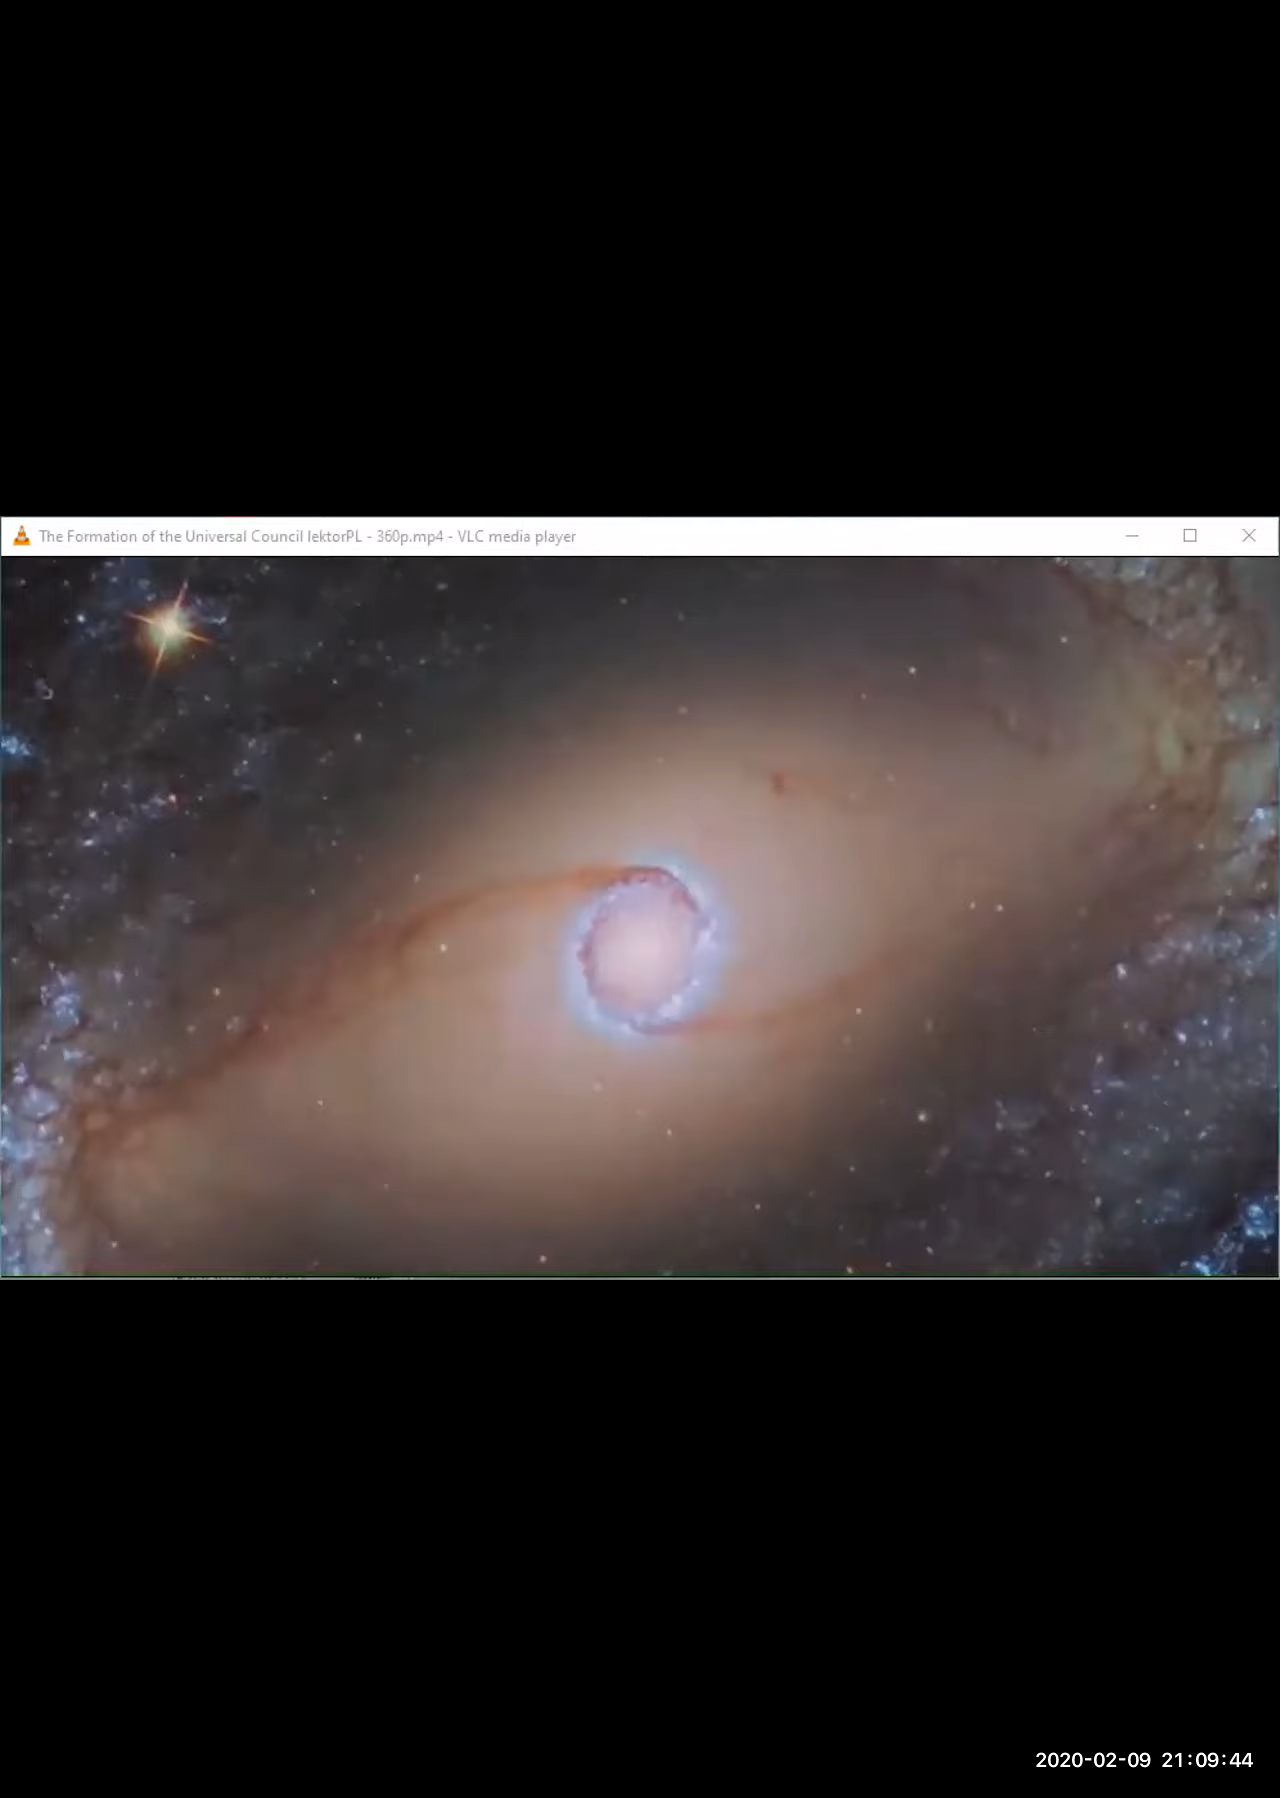 The Formation of the Universal Council lektorPL - 360p.mp4 - VLC media player
2020-02-09 21:09:44